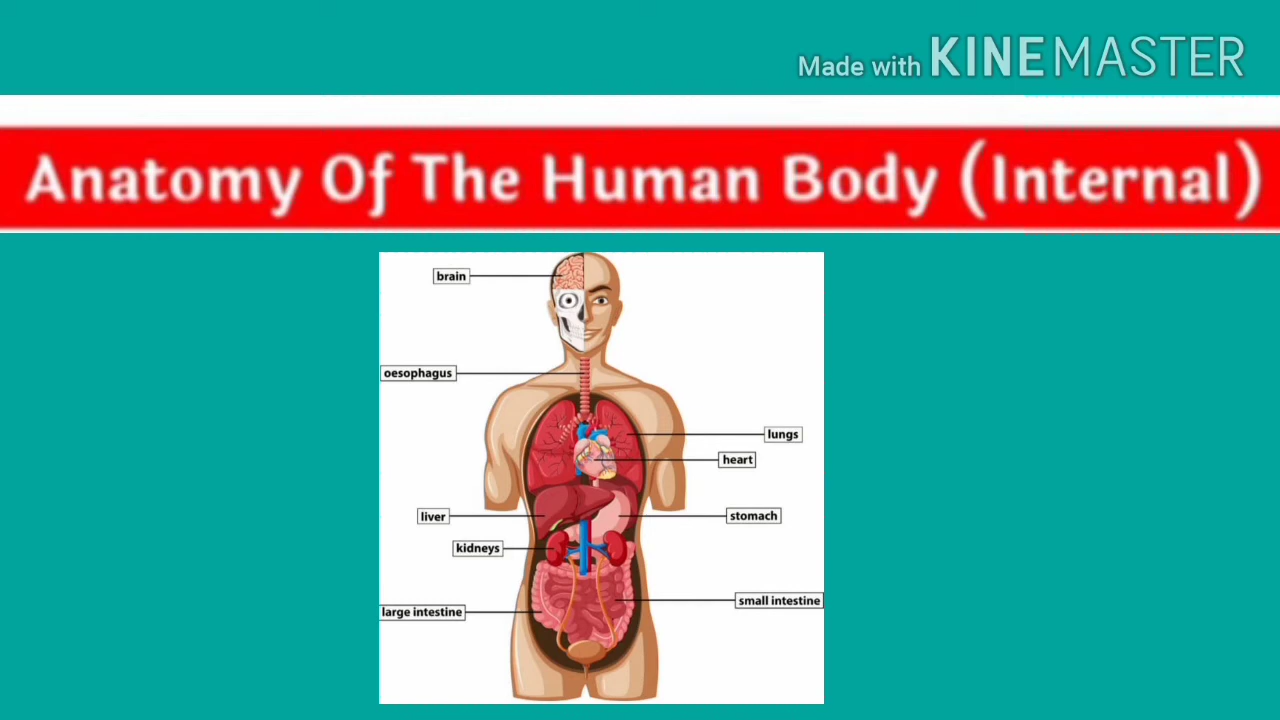 Made with KINEMASTER
Anatomy Of The Human Body (Internal)
brain
oesophagus
lungs
heart
liver
stomach
kidneys
small intestine
large intestine